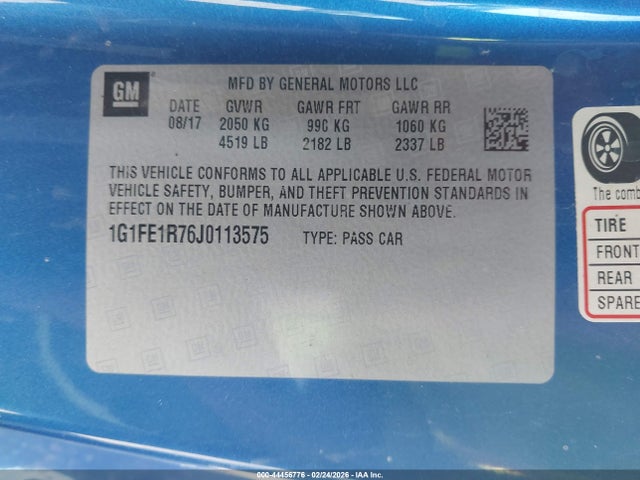 GM
MFD BY GENERAL MOTORS LLC
DATE GVWR GAWR FRT GAWR RR
08/17 2050 KG 990 KG 1060 KG
4519 LB 2182 LB 2337 LB
THIS VEHICLE CONFORMS TO ALL APPLICABLE U.S. FEDERAL MOTOR
VEHICLE SAFETY, BUMPER, AND THEFT PREVENTION STANDARDS IN
EFFECT ON THE DATE OF MANUFACTURE SHOWN ABOVE.
1G1FE1R76J0113575 TYPE: PASS CAR
The comb
TIRE
FRONT
REAR
SPARE
000-44456776 - 02/24/2026 - IAA Inc.